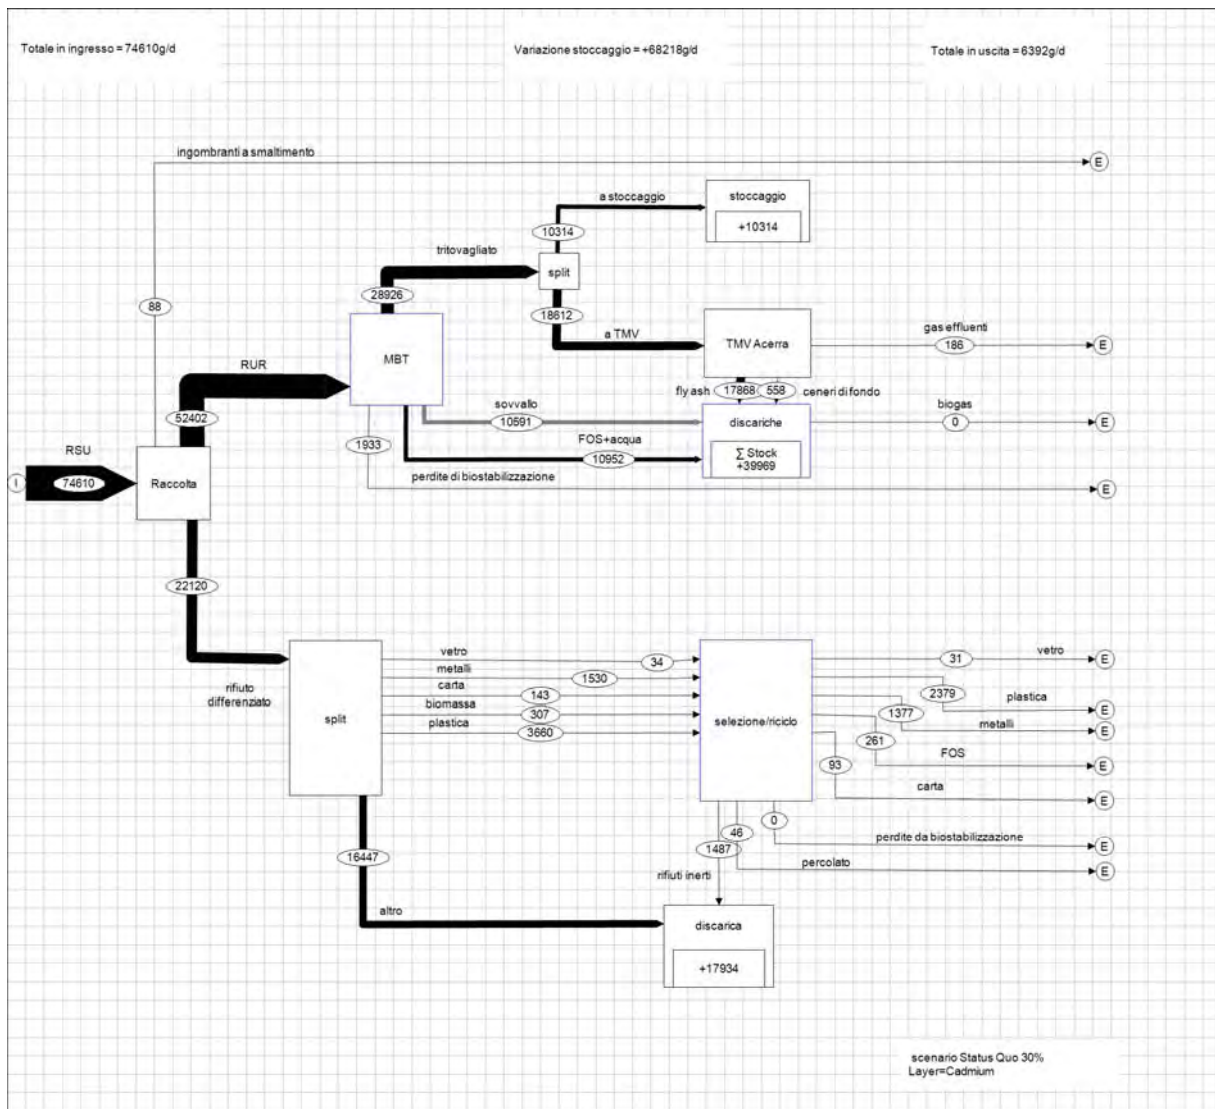 Totale in ingresso = 74610g/d
Variazione stoccaggio = +68218g/d
Totale in uscita = 6392g/d
ingombranti a smaltimento
E
88
a stoccaggio
stoccaggio
+10314
10314
tritovagliato
split
28926
18612
a TMV
TMV Acerra
gas effluenti
186
E
MBT
RUR
fly ash
17868
558
ceneri di fondo
sovvallo
10591
discariche
biogas
0
E
52402
1933
FOS+acqua
10952
∑ Stock
+39969
RSU
perdite di biostabilizzazione
E
I
74610
Raccolta
22120
rifiuto
differenziato
split
vetro
34
metalli
1530
carta
143
biomassa
307
plastica
3660
selezione/riciclo
31
vetro
E
2379
plastica
E
1377
metalli
E
261
FOS
E
93
carta
E
0
perdite da biostabilizzazione
E
46
percolato
E
1487
rifiuti inerti
16447
altro
discarica
+17934
scenario Status Quo 30%
Layer=Cadmium